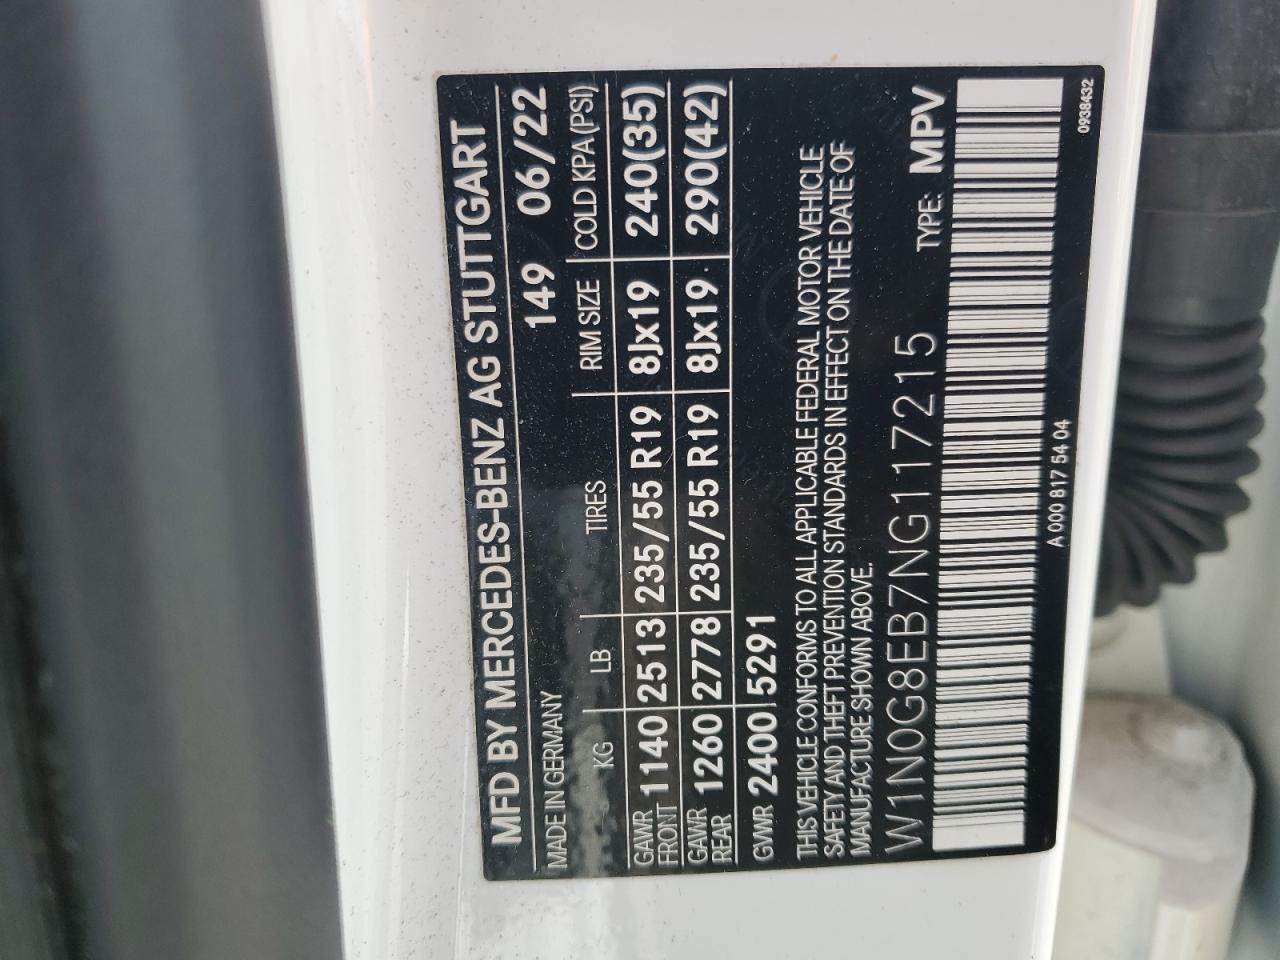 MFD BY MERCEDES-BENZ AG STUTTGART
MADE IN GERMANY 149 06/22
KG LB TIRES RIM SIZE COLD KPA (PSI)
GAWR FRONT 1140 2513 235/55 R19 8Jx19 240(35)
GAWR REAR 1260 2778 235/55 R19 8Jx19 290(42)
GVWR 2400 5291
THIS VEHICLE CONFORMS TO ALL APPLICABLE FEDERAL MOTOR VEHICLE
SAFETY AND THEFT PREVENTION STANDARDS IN EFFECT ON THE DATE OF
MANUFACTURE SHOWN ABOVE.
W1N0G8EB7NG117215 TYPE: MPV
A 000 817 54 04 0938432